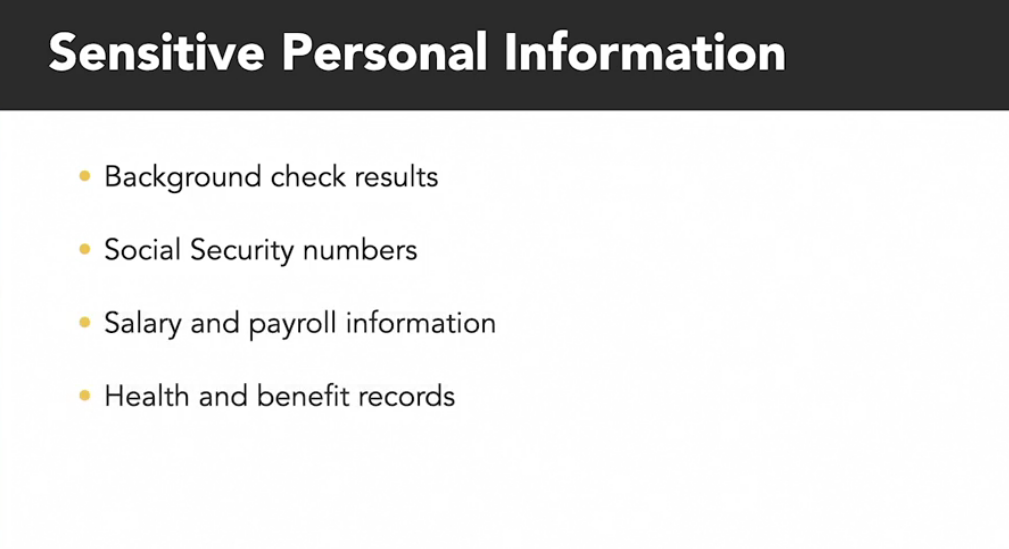 Sensitive Personal Information
• Background check results
• Social Security numbers
• Salary and payroll information
• Health and benefit records